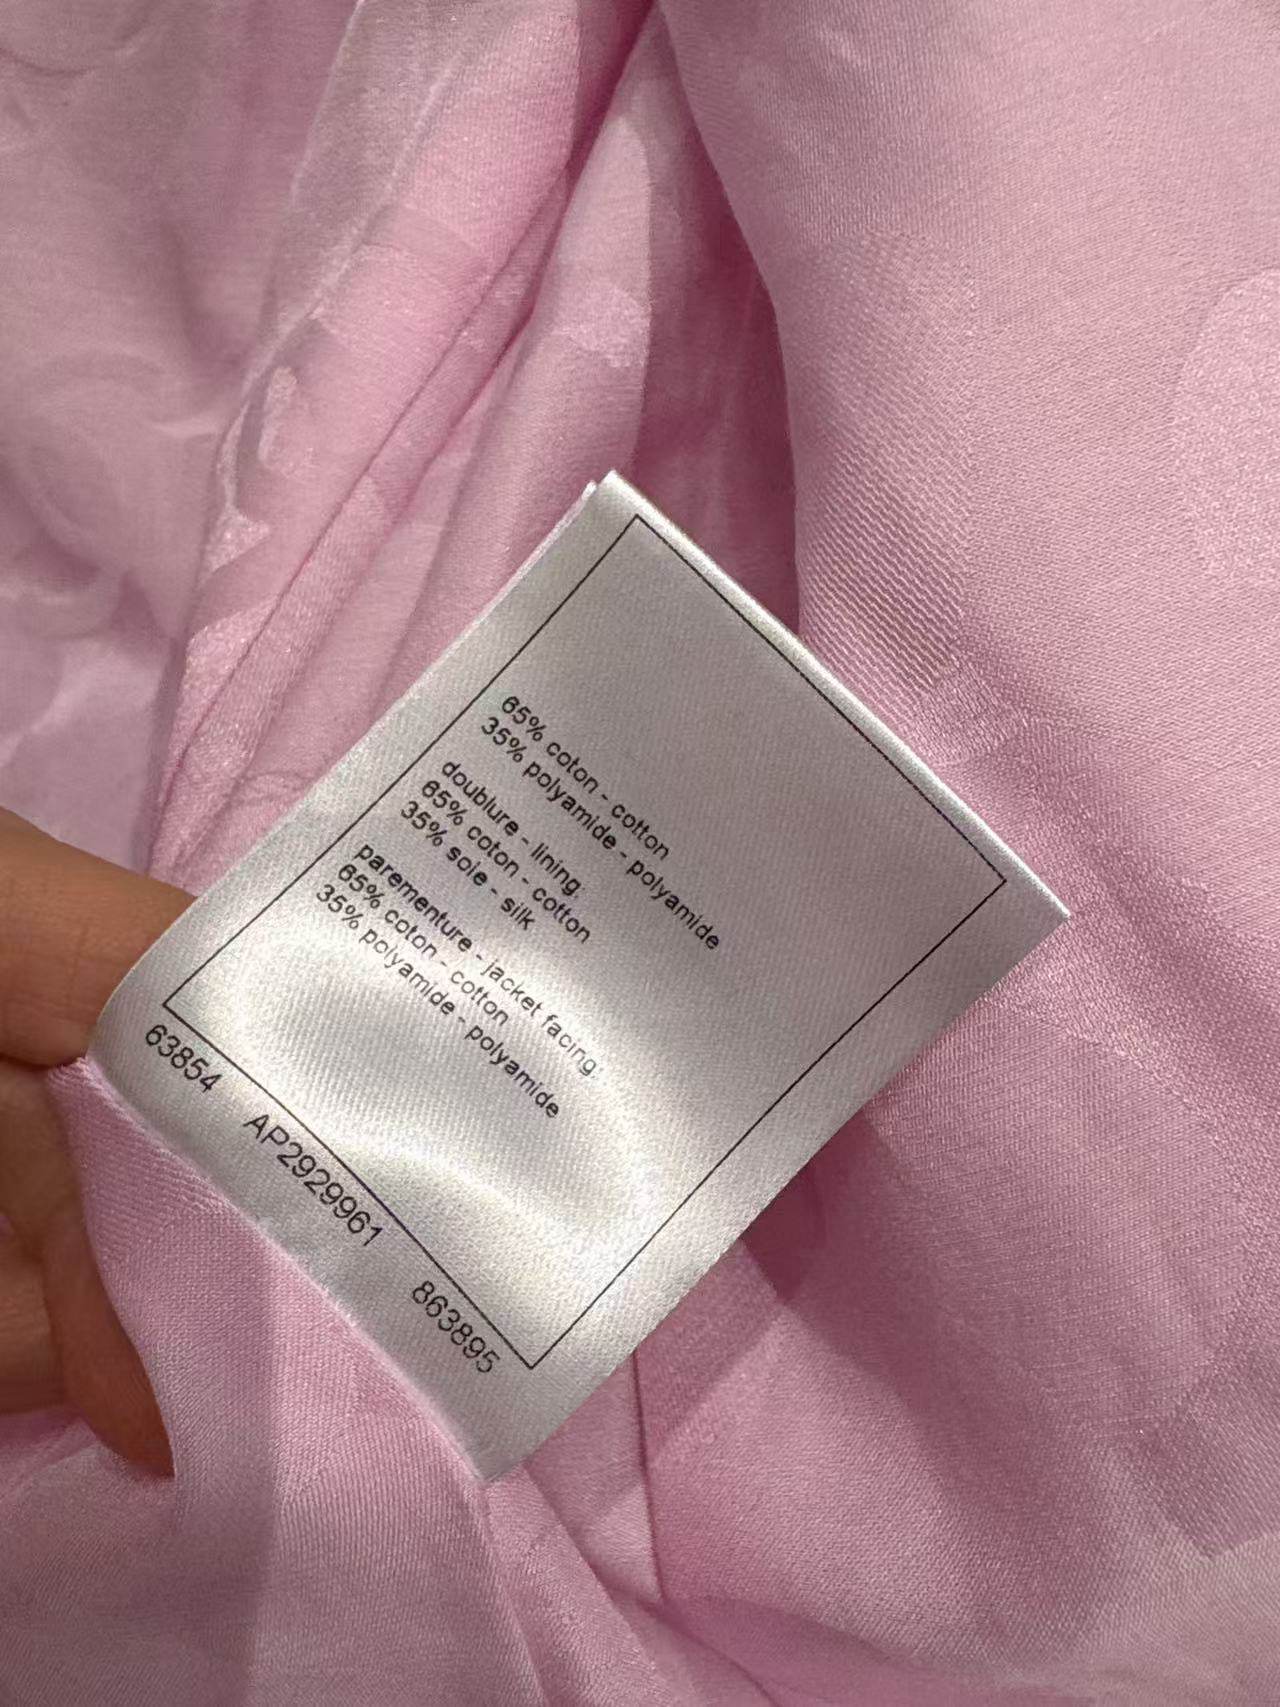 65% coton - cotton
35% polyamide - polyamide
doublure - lining:
65% coton - cotton
35% soie - silk
parementure - jacket facing:
65% coton - cotton
35% polyamide - polyamide
63854 AP2929961 863895